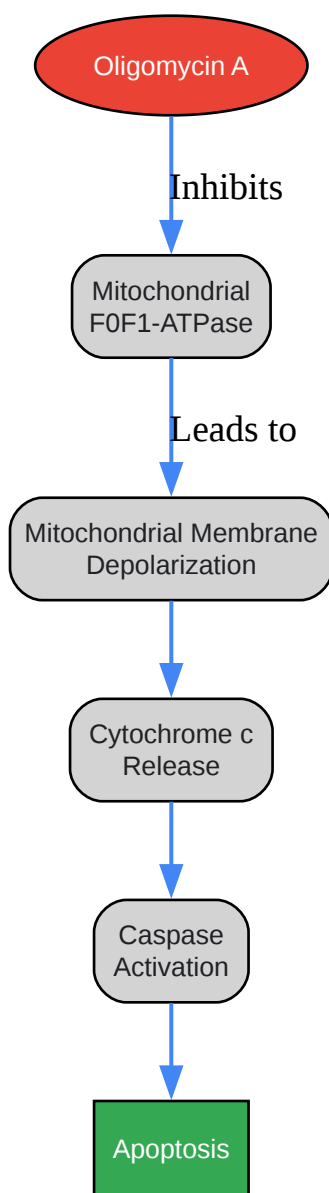 Oligomycin A
Inhibits
Mitochondrial
F0F1-ATPase
Leads to
Mitochondrial Membrane
Depolarization
Cytochrome c
Release
Caspase
Activation
Apoptosis